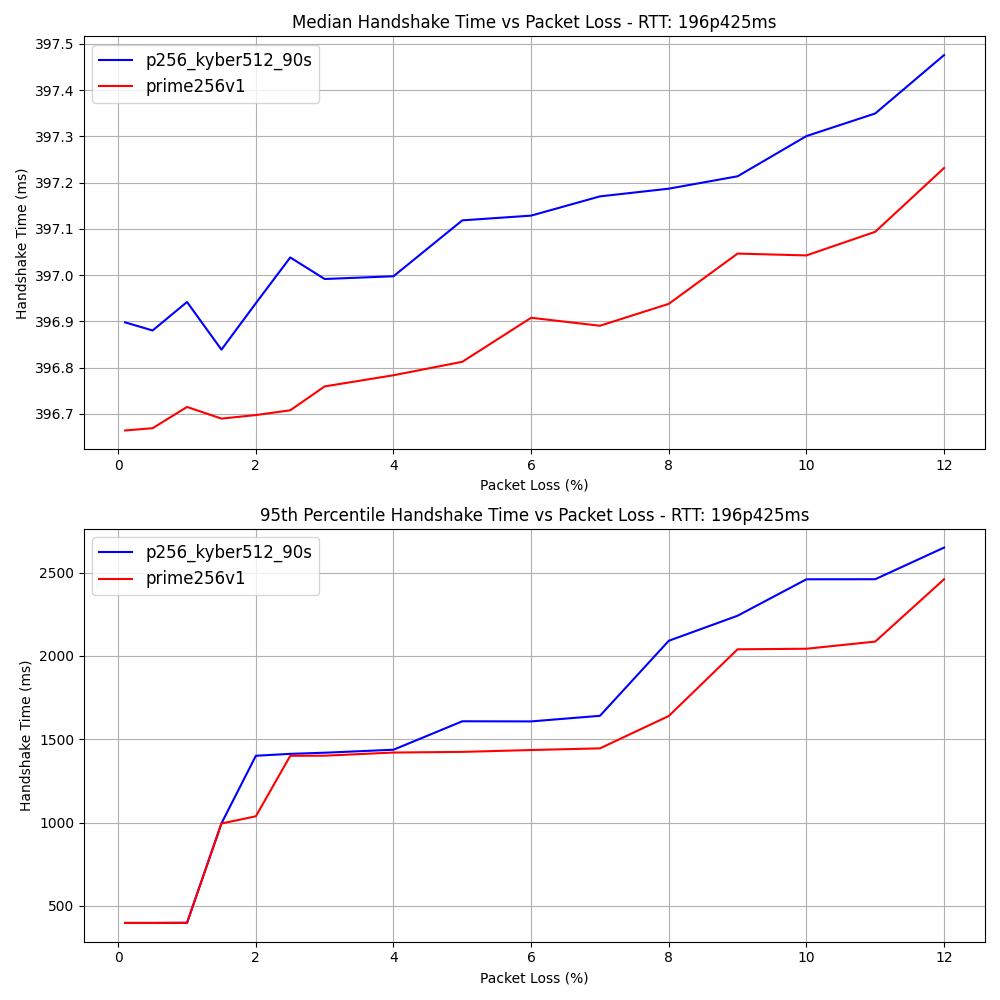 Median Handshake Time vs Packet Loss - RTT: 196p425ms
397.5
397.4
397.3
397.2
397.1
397.0
396.9
396.8
396.7
Handshake Time (ms)
p256_kyber512_90s
prime256v1
0 2 4 6 8 10 12
Packet Loss (%)
95th Percentile Handshake Time vs Packet Loss - RTT: 196p425ms
2500
2000
1500
1000
500
Handshake Time (ms)
p256_kyber512_90s
prime256v1
0 2 4 6 8 10 12
Packet Loss (%)